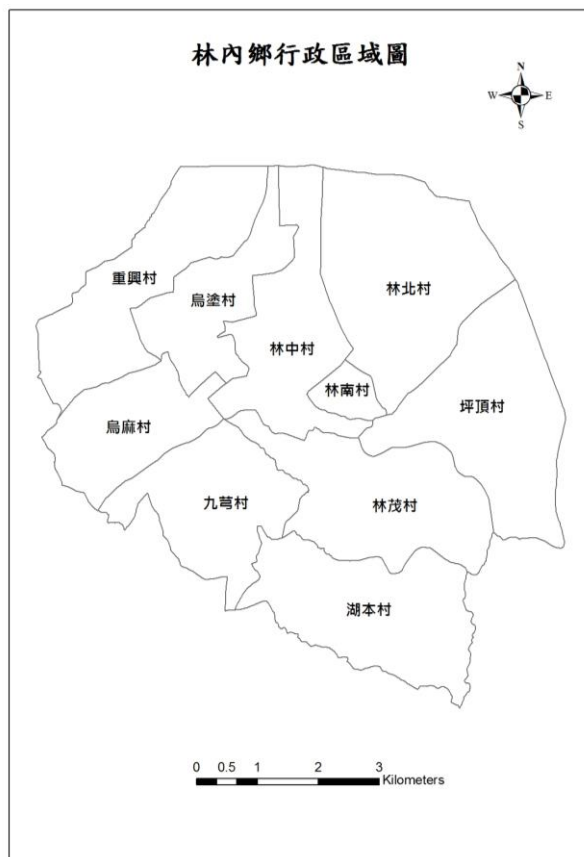 林內鄉行政區域圖
N
W E
S
重興村
烏塗村
林北村
林中村
林南村
坪頂村
烏麻村
九芎村
林茂村
湖本村
0 0.5 1 2 3
Kilometers